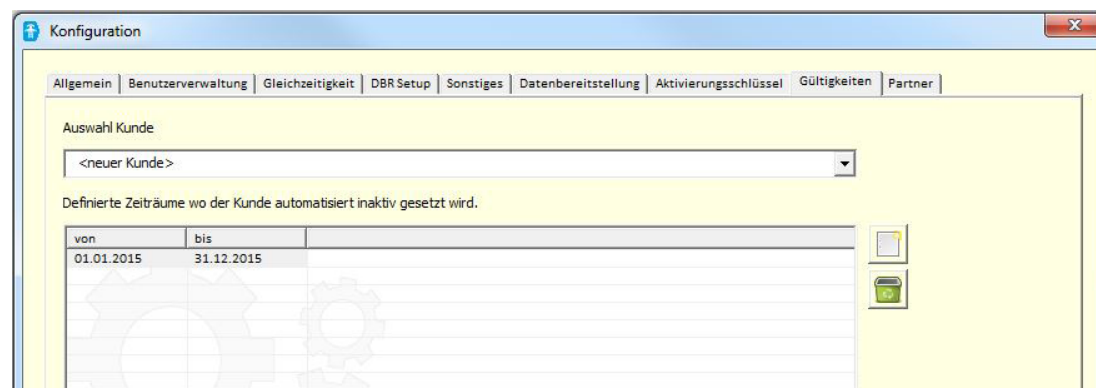 Konfiguration
Allgemein Benutzerverwaltung Gleichzeitigkeit DBR Setup Sonstiges Datenbereitstellung Aktivierungsschlüssel Gültigkeiten Partner
Auswahl Kunde
<neuer Kunde>
Definierte Zeiträume wo der Kunde automatisiert inaktiv gesetzt wird.
von bis
01.01.2015 31.12.2015